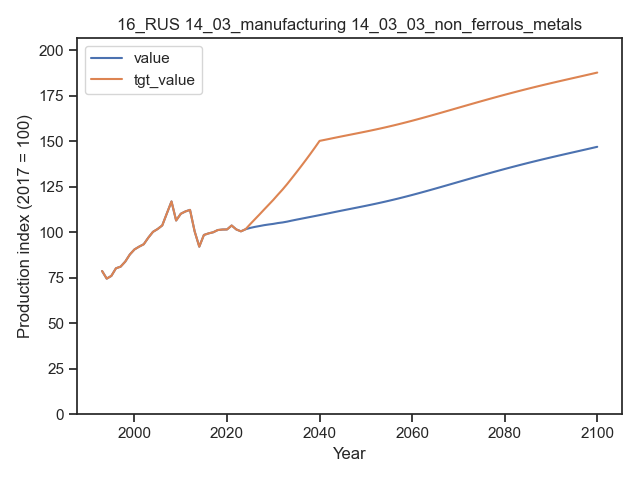 16_RUS 14_03_manufacturing 14_03_03_non_ferrous_metals
value
tgt_value
Production index (2017 = 100)
200
175
150
125
100
75
50
25
0
2000 2020 2040 2060 2080 2100
Year